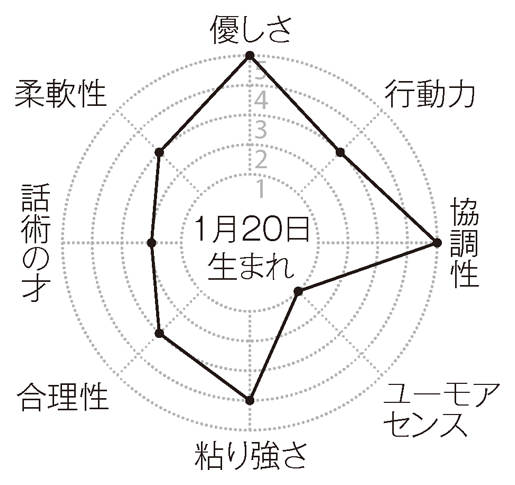 優しさ
柔軟性
行動力
5
4
3
2
1
話術の才
1月20日
生まれ
協調性
合理性
ユーモア
センス
粘り強さ